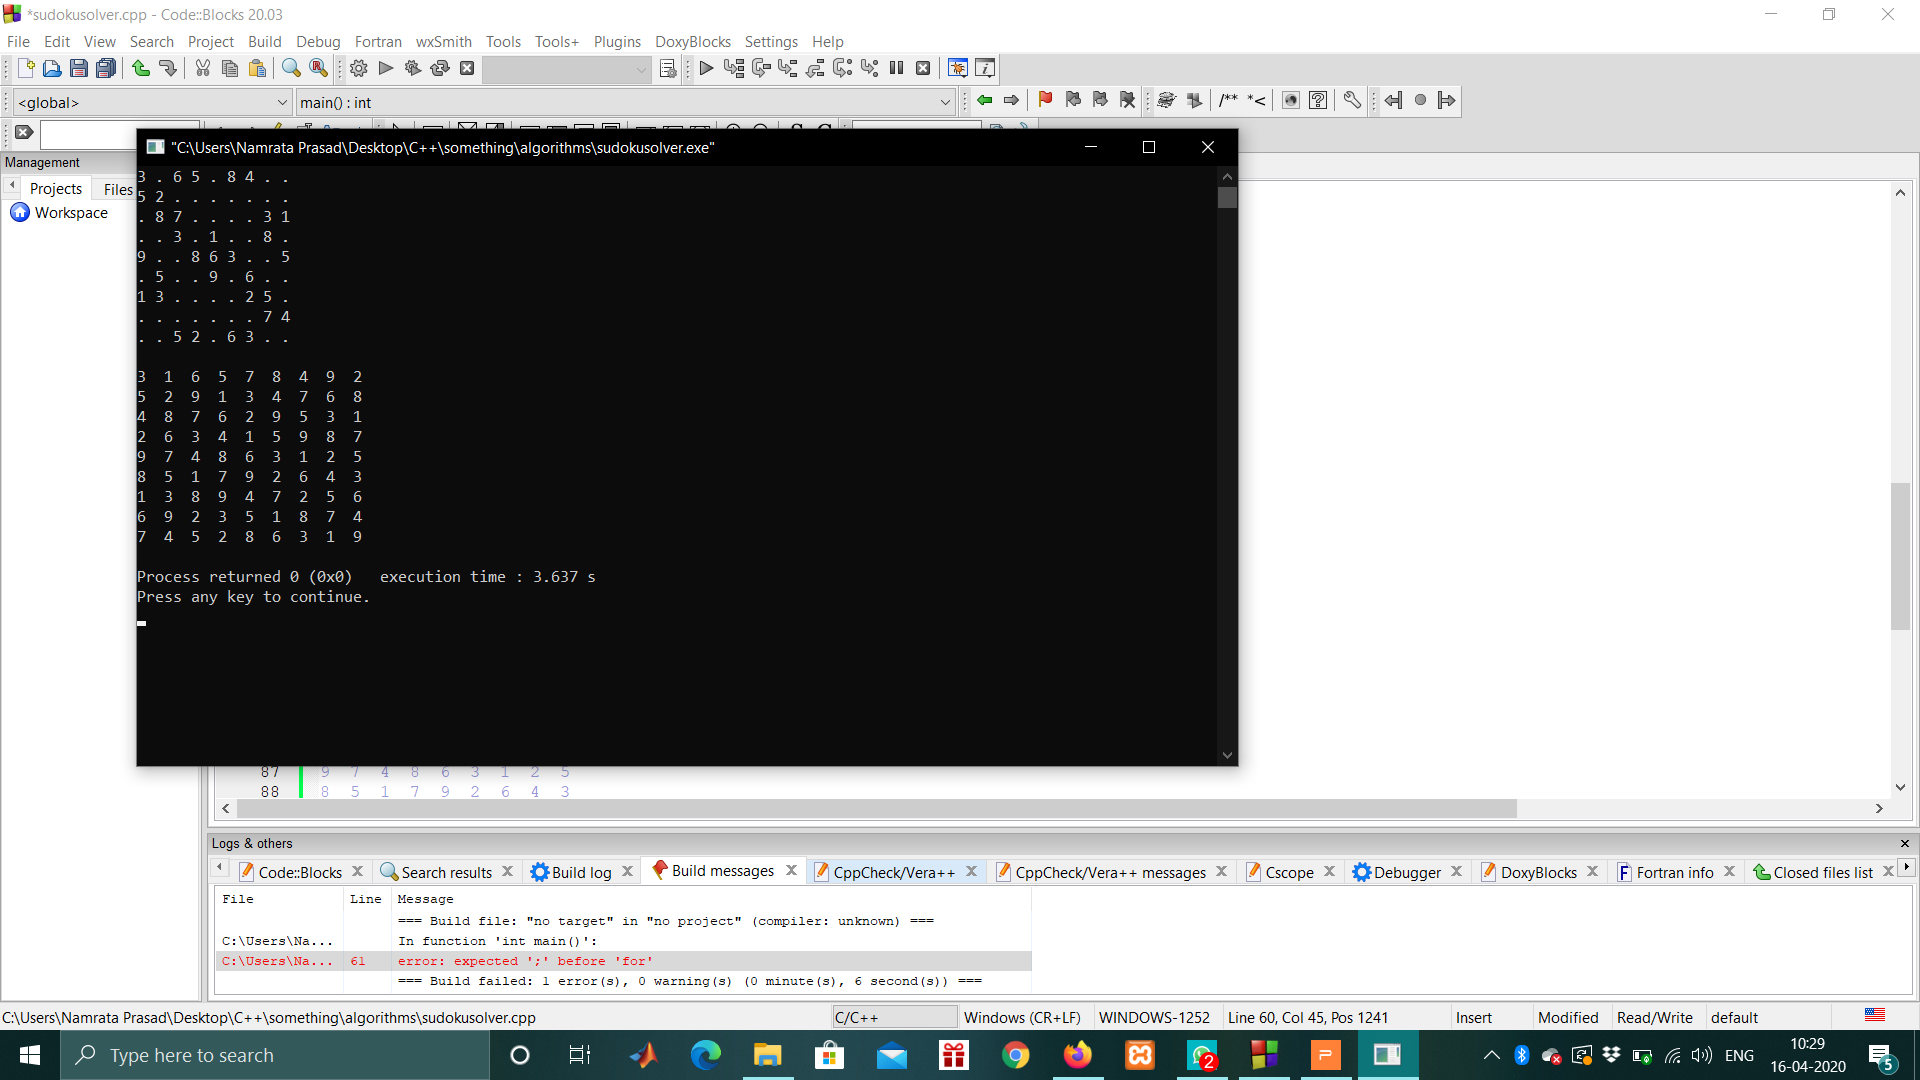 *sudokusolver.cpp - Code::Blocks 20.03
File Edit View Search Project Build Debug Fortran wxSmith Tools Tools+ Plugins DoxyBlocks Settings Help
<global> main() : int /** *<
Management
Projects Files
Workspace
"C:\Users\Namrata Prasad\Desktop\C++\something\algorithms\sudokusolver.exe"
3 . 6 5 . 8 4 . .
5 2 . . . . . . .
. 8 7 . . . . 3 1
. . 3 . 1 . . 8 .
9 . . 8 6 3 . . 5
. 5 . . 9 . 6 . .
1 3 . . . . 2 5 .
. . . . . . . 7 4
. . 5 2 . 6 3 . .
3 1 6 5 7 8 4 9 2
5 2 9 1 3 4 7 6 8
4 8 7 6 2 9 5 3 1
2 6 3 4 1 5 9 8 7
9 7 4 8 6 3 1 2 5
8 5 1 7 9 2 6 4 3
1 3 8 9 4 7 2 5 6
6 9 2 3 5 1 8 7 4
7 4 5 2 8 6 3 1 9
Process returned 0 (0x0) execution time : 3.637 s
Press any key to continue.
87 9 7 4 8 6 3 1 2 5
88 8 5 1 7 9 2 6 4 3
Logs & others
Code::Blocks Search results Build log Build messages CppCheck/Vera++ CppCheck/Vera++ messages Cscope Debugger DoxyBlocks Fortran info Closed files list
File Line Message
=== Build file: "no target" in "no project" (compiler: unknown) ===
C:\Users\Na... In function 'int main()':
C:\Users\Na... 61 error: expected ';' before 'for'
=== Build failed: 1 error(s), 0 warning(s) (0 minute(s), 6 second(s)) ===
C:\Users\Namrata Prasad\Desktop\C++\something\algorithms\sudokusolver.cpp C/C++ Windows (CR+LF) WINDOWS-1252 Line 60, Col 45, Pos 1241 Insert Modified Read/Write default
Type here to search 2 ENG 10:29
16-04-2020 5